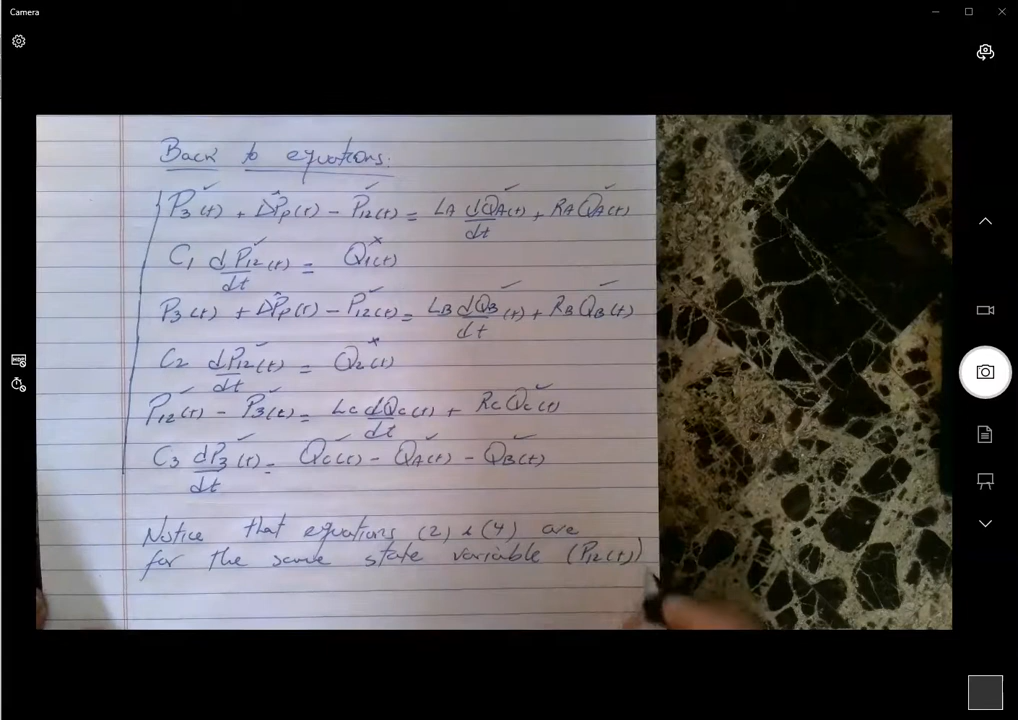 Camera
Back to equations:
P3(t) + ΔP̂p(t) - P12(t) = LA dQA(t)/dt + RA QA(t)
C1 dP12(t)/dt = Q1(t)
P3(t) + ΔP̂p(t) - P12(t) = LB dQB(t)/dt + RB QB(t)
C2 dP12(t)/dt = Q2(t)
P12(t) - P3(t) = LC dQC(t)/dt + RC QC(t)
C3 dP3(t)/dt = QC(t) - QA(t) - QB(t)
Notice that equations (2) & (4) are
for the same state variable (P12(t))